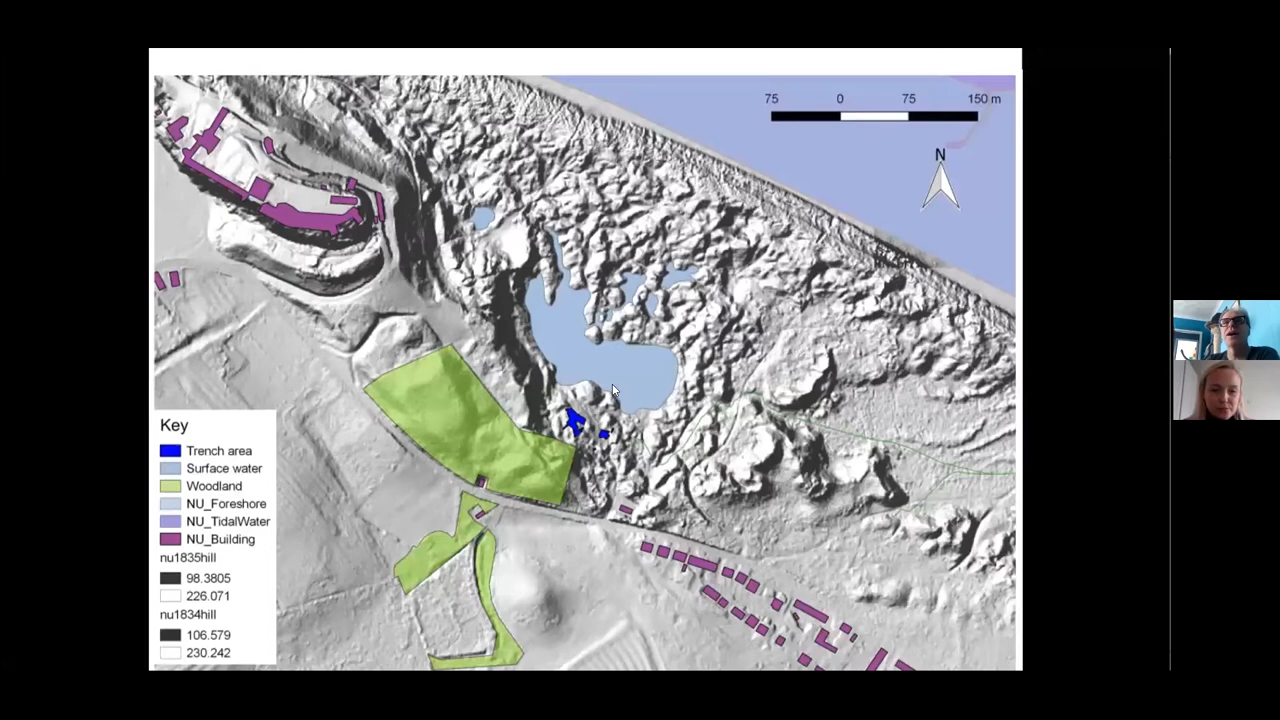 75 0 75 150 m
N
Key
Trench area
Surface water
Woodland
NU_Foreshore
NU_TidalWater
NU_Building
nu1835hill
98.3805
226.071
nu1834hill
106.579
230.242